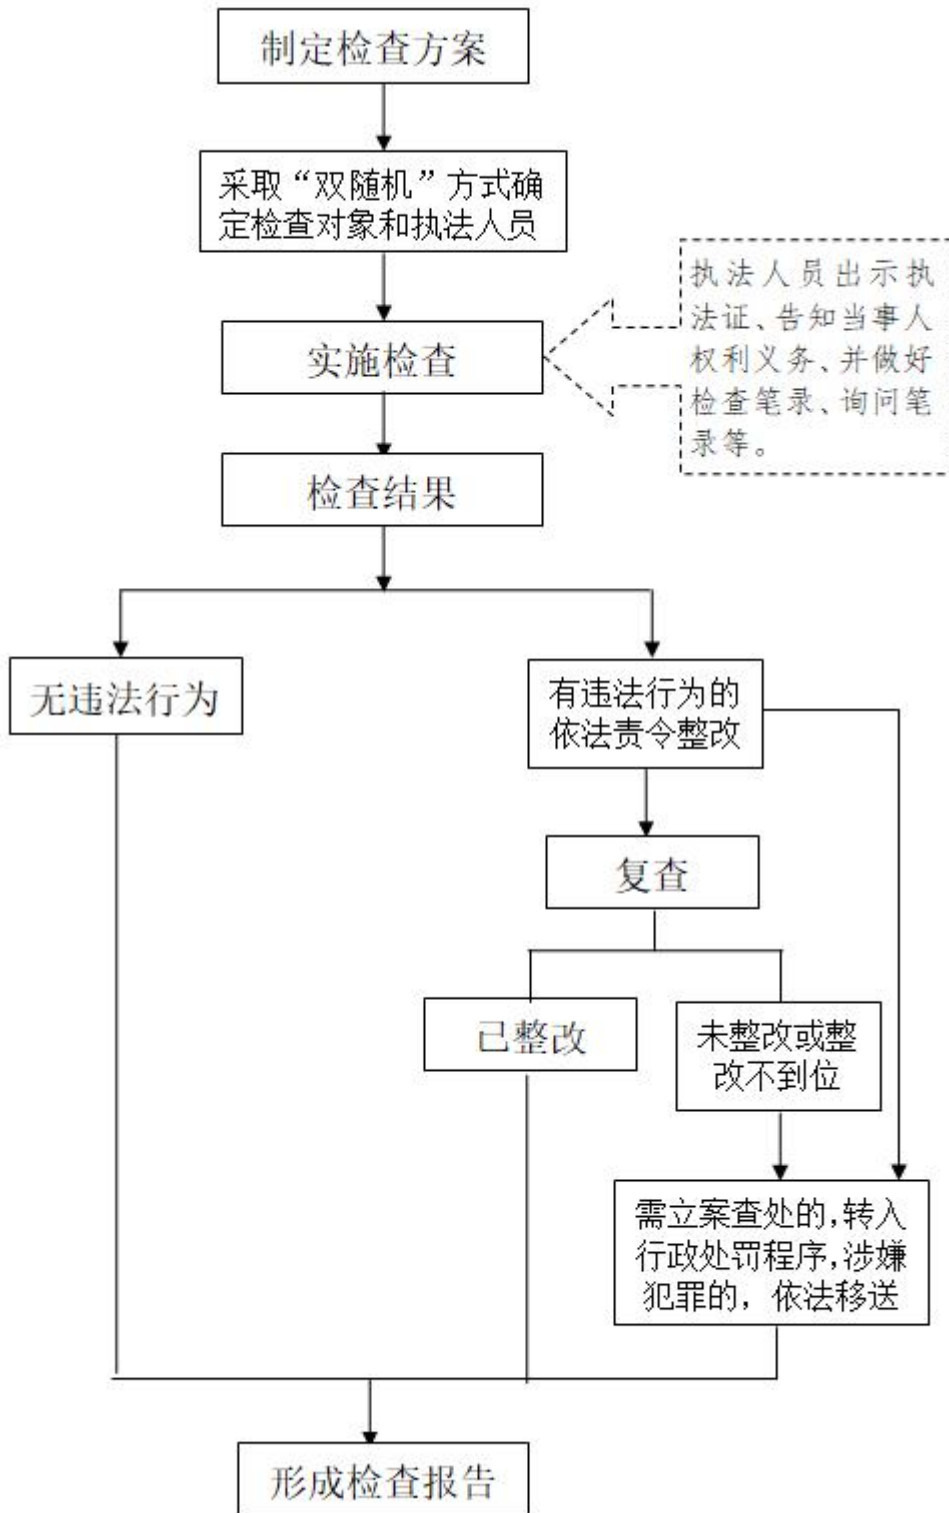 制定检查方案
采取“双随机”方式确
定检查对象和执法人员
执法人员出示执
法证、告知当事人
权利义务、并做好
检查笔录、询问笔
录等。
实施检查
检查结果
无违法行为
有违法行为的
依法责令整改
复查
已整改
未整改或整
改不到位
需立案查处的,转入
行政处罚程序,涉嫌
犯罪的，依法移送
形成检查报告